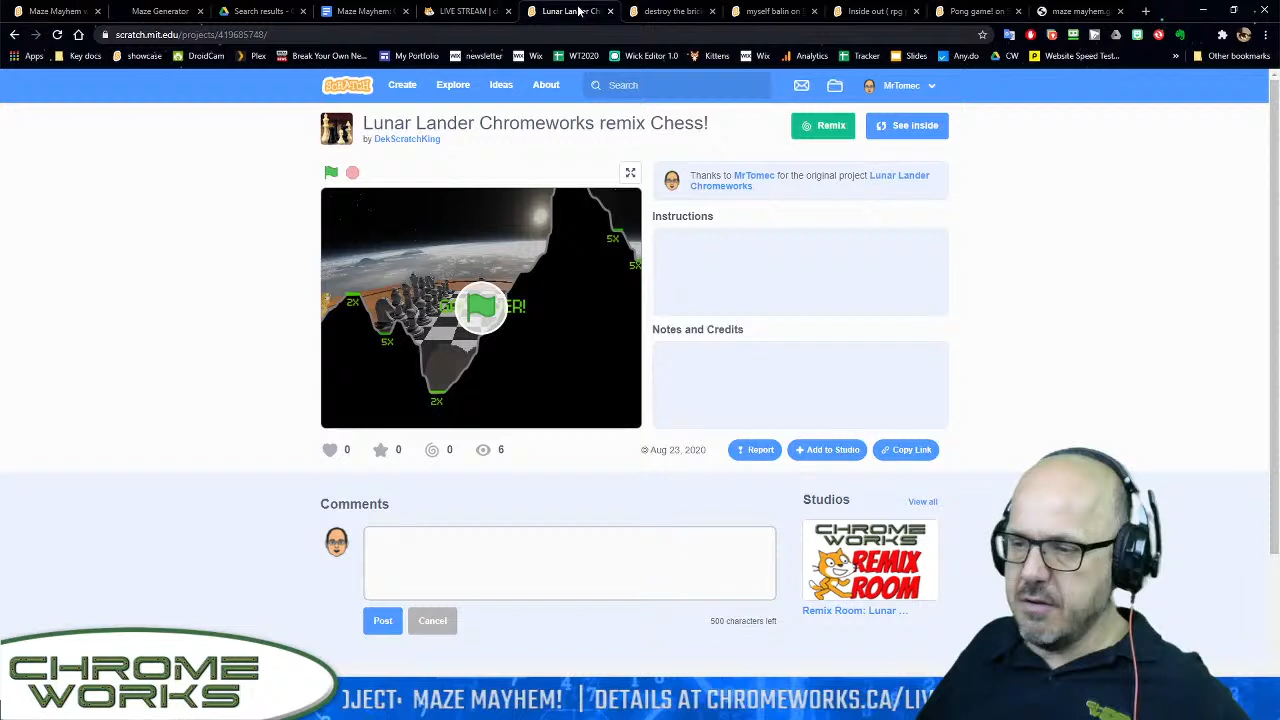 Maze Mayhem v
Maze Generator
Search results - G
Maze Mayhem: G
LIVE STREAM | ch
Lunar Lander Ch
destroy the brick
myself balin on S
Inside out ( rpg
Pong game! on S
maze mayhem.g
scratch.mit.edu/projects/419685748/
Key docs
showcase
DroidCam
Plex
Break Your Own Ne...
My Portfolio
newsletter
Wix
WT2020
Wick Editor 1.0
Kittens
Analytics
Tracker
Slides
Any.do
CW
Website Speed Test...
Other bookmarks
SCRATCH
Create
Explore
Ideas
About
Search
MrTomec
Lunar Lander Chromeworks remix Chess!
by DekScratchKing
Remix
See inside
Thanks to MrTomec for the original project Lunar Lander
Chromeworks
Instructions
Notes and Credits
5X
5X
2X
ER!
5X
2X
0
0
0
6
© Aug 23, 2020
Report
Add to Studio
Copy Link
Comments
Studios
View all
CHROME
WORKS
REMIX
ROOM
Remix Room: Lunar ...
Post
Cancel
500 characters left
CHROME
WORKS
OJECT: MAZE MAYHEM! | DETAILS AT CHROMEWORKS.CA/LIV